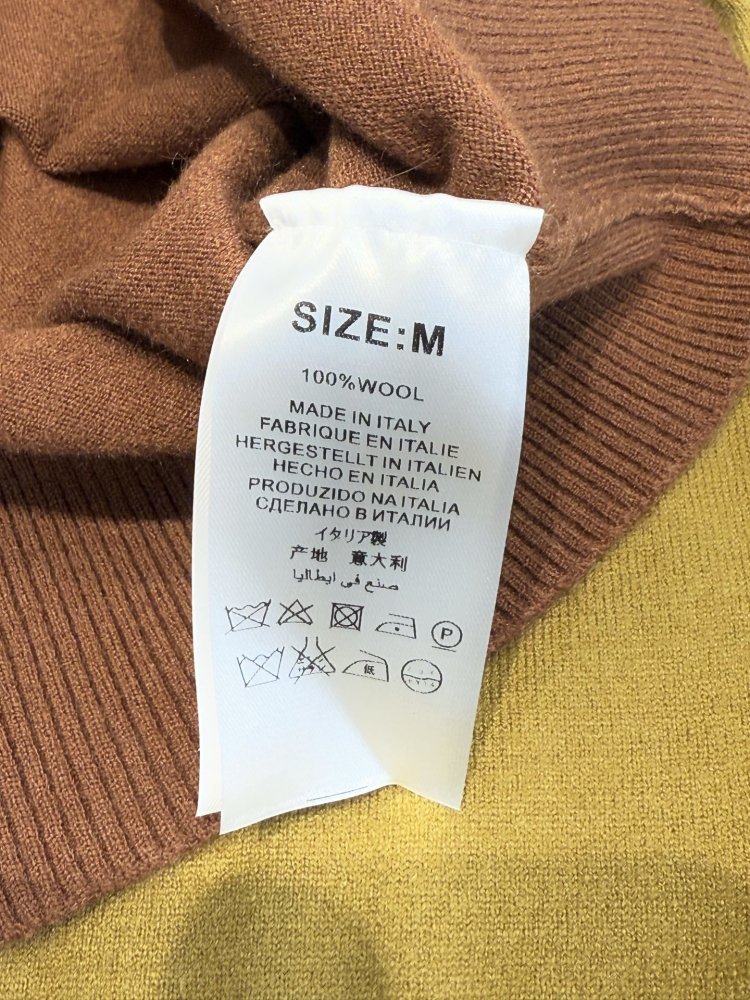 SIZE:M
100%WOOL
MADE IN ITALY
FABRIQUE EN ITALIE
HERGESTELLT IN ITALIEN
HECHO EN ITALIA
PRODUZIDO NA ITALIA
СДЕЛАНО В ИТАЛИИ
イタリア製
产地 意大利
صنع في ايطاليا
P
低